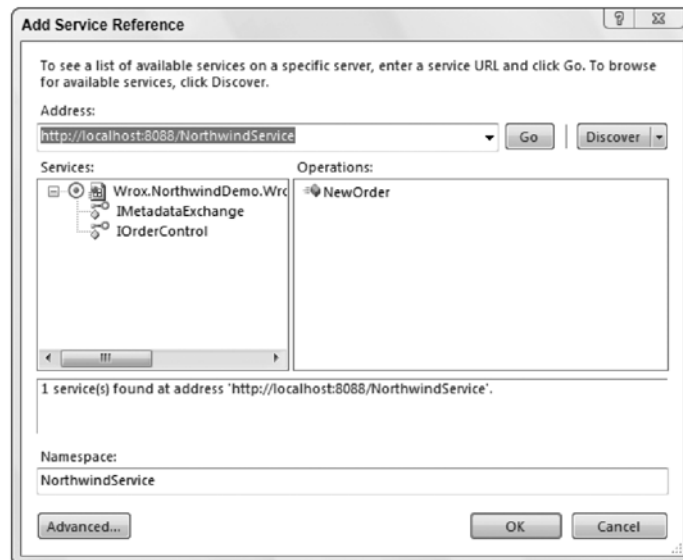 Add Service Reference
To see a list of available services on a specific server, enter a service URL and click Go. To browse
for available services, click Discover.
Address:
http://localhost:8088/NorthwindService
Go
Discover
Services:
Operations:
Wrox.NorthwindDemo.Wrc
IMetadataExchange
IOrderControl
NewOrder
1 service(s) found at address 'http://localhost:8088/NorthwindService'.
Namespace:
NorthwindService
Advanced...
OK
Cancel